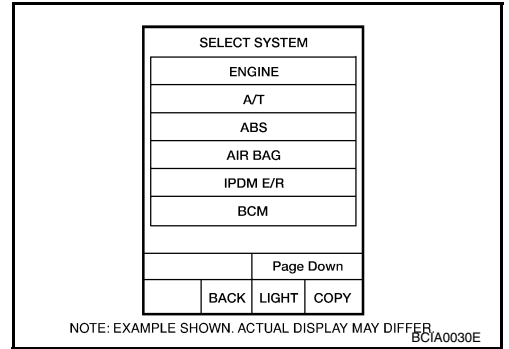 SELECT SYSTEM
ENGINE
A/T
ABS
AIR BAG
IPDM E/R
BCM
Page Down
BACK LIGHT COPY
NOTE: EXAMPLE SHOWN. ACTUAL DISPLAY MAY DIFFER.
BCIA0030E